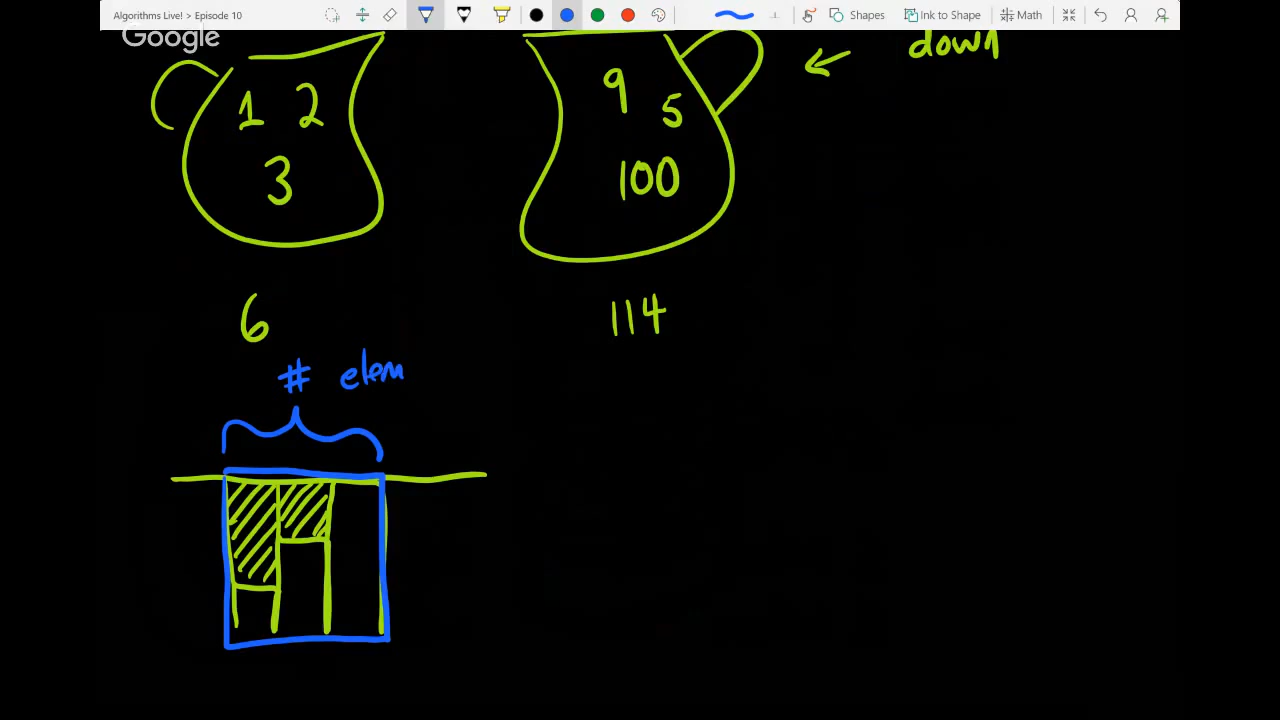 Algorithms Live! > Episode 10
Shapes
Ink to Shape
Math
Google
down
1 2
3
9
5
100
6
114
# elem